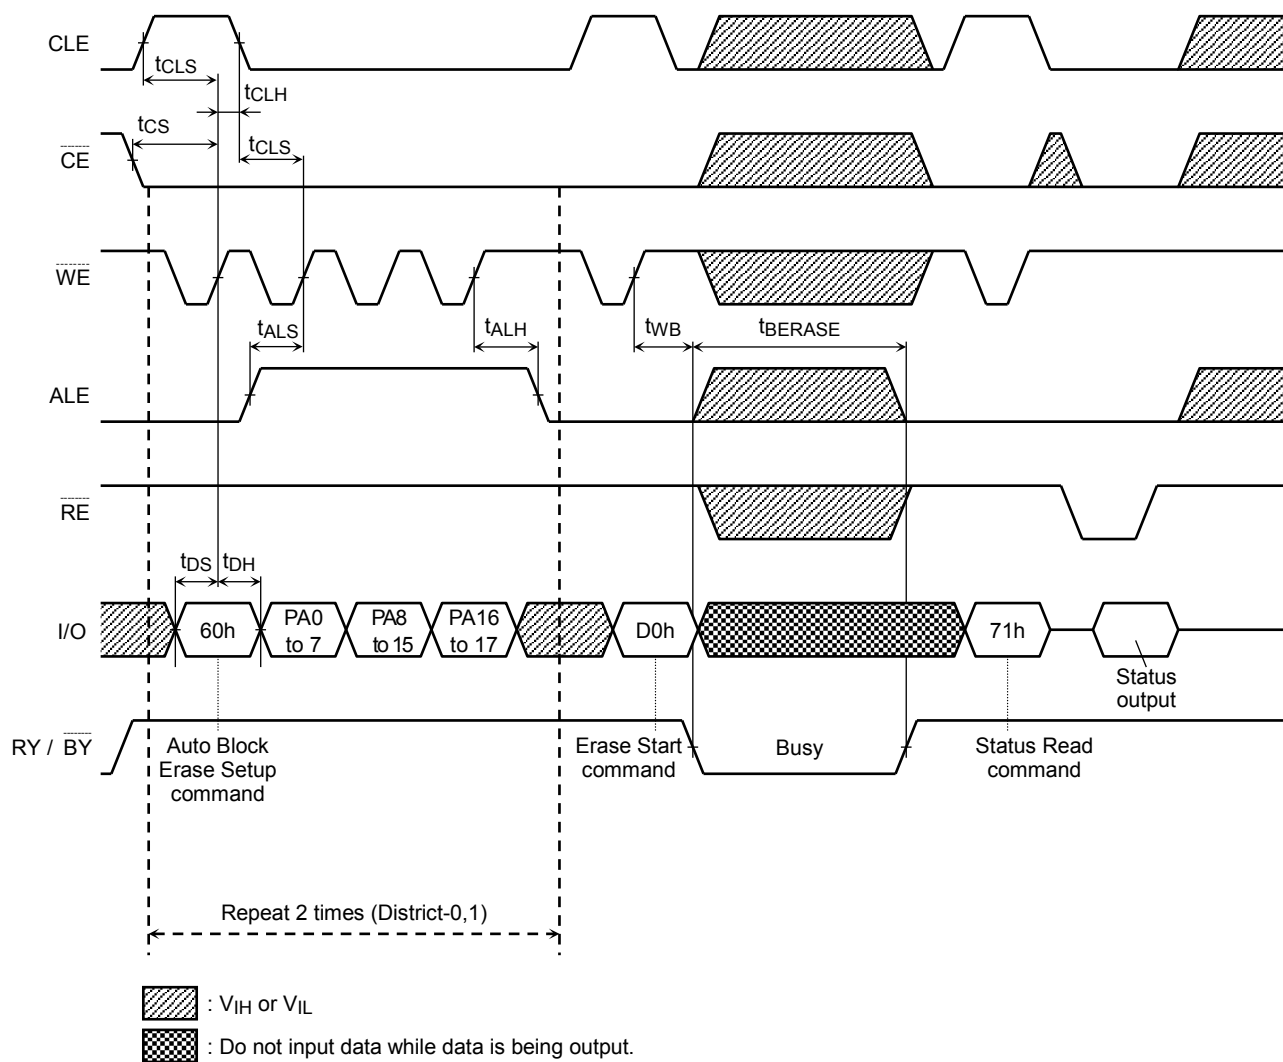 CLE
tCLS
tCLH
tCS
tCLS
CE
WE
tALS
tALH
tWB
tBERASE
ALE
RE
tDS
tDH
I/O
60h
PA0
to 7
PA8
to 15
PA16
to 17
D0h
71h
Status
output
RY / BY
Auto Block
Erase Setup
command
Erase Start
command
Busy
Status Read
command
Repeat 2 times (District-0,1)
: VIH or VIL
: Do not input data while data is being output.